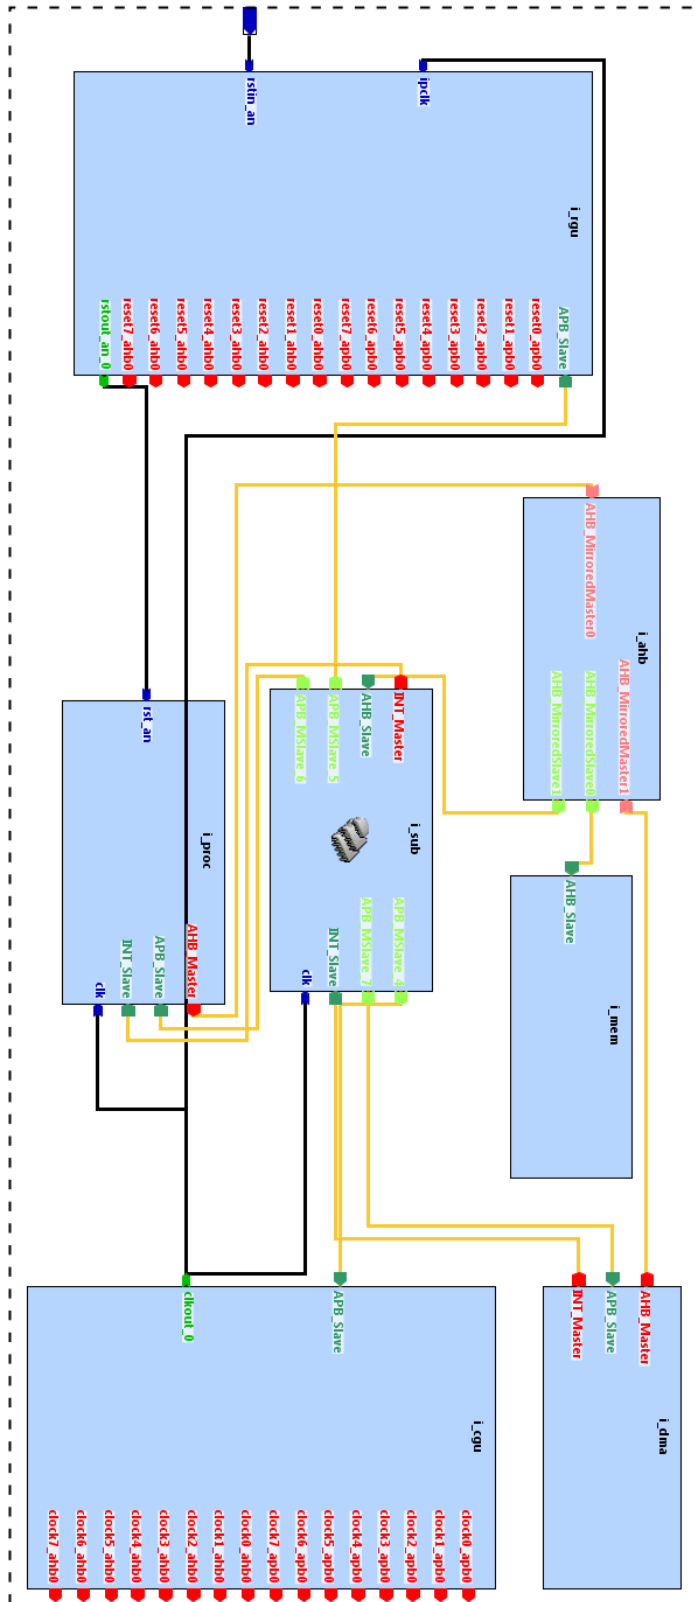 rstin_an
ipclk
i_rgu
rstout_an_0
reset7_ahb0
reset6_ahb0
reset5_ahb0
reset4_ahb0
reset3_ahb0
reset2_ahb0
reset1_ahb0
reset0_ahb0
reset7_apb0
reset6_apb0
reset5_apb0
reset4_apb0
reset3_apb0
reset2_apb0
reset1_apb0
reset0_apb0
APB_Slave
AHB_MirroredMaster0
i_ahb
AHB_MirroredSlave1
AHB_MirroredSlave0
AHB_MirroredMaster1
rst_an
i_proc
clk
INT_Slave
APB_Slave
AHB_Master
APB_MSlave_6
APB_MSlave_5
AHB_Slave
INT_Master
i_sub
clk
INT_Slave
APB_MSlave_7
APB_MSlave_4
AHB_Slave
i_mem
clkout_0
APB_Slave
i_cgu
clock7_ahb0
clock6_ahb0
clock5_ahb0
clock4_ahb0
clock3_ahb0
clock2_ahb0
clock1_ahb0
clock0_ahb0
clock7_apb0
clock6_apb0
clock5_apb0
clock4_apb0
clock3_apb0
clock2_apb0
clock1_apb0
clock0_apb0
INT_Master
APB_Slave
AHB_Master
i_dma